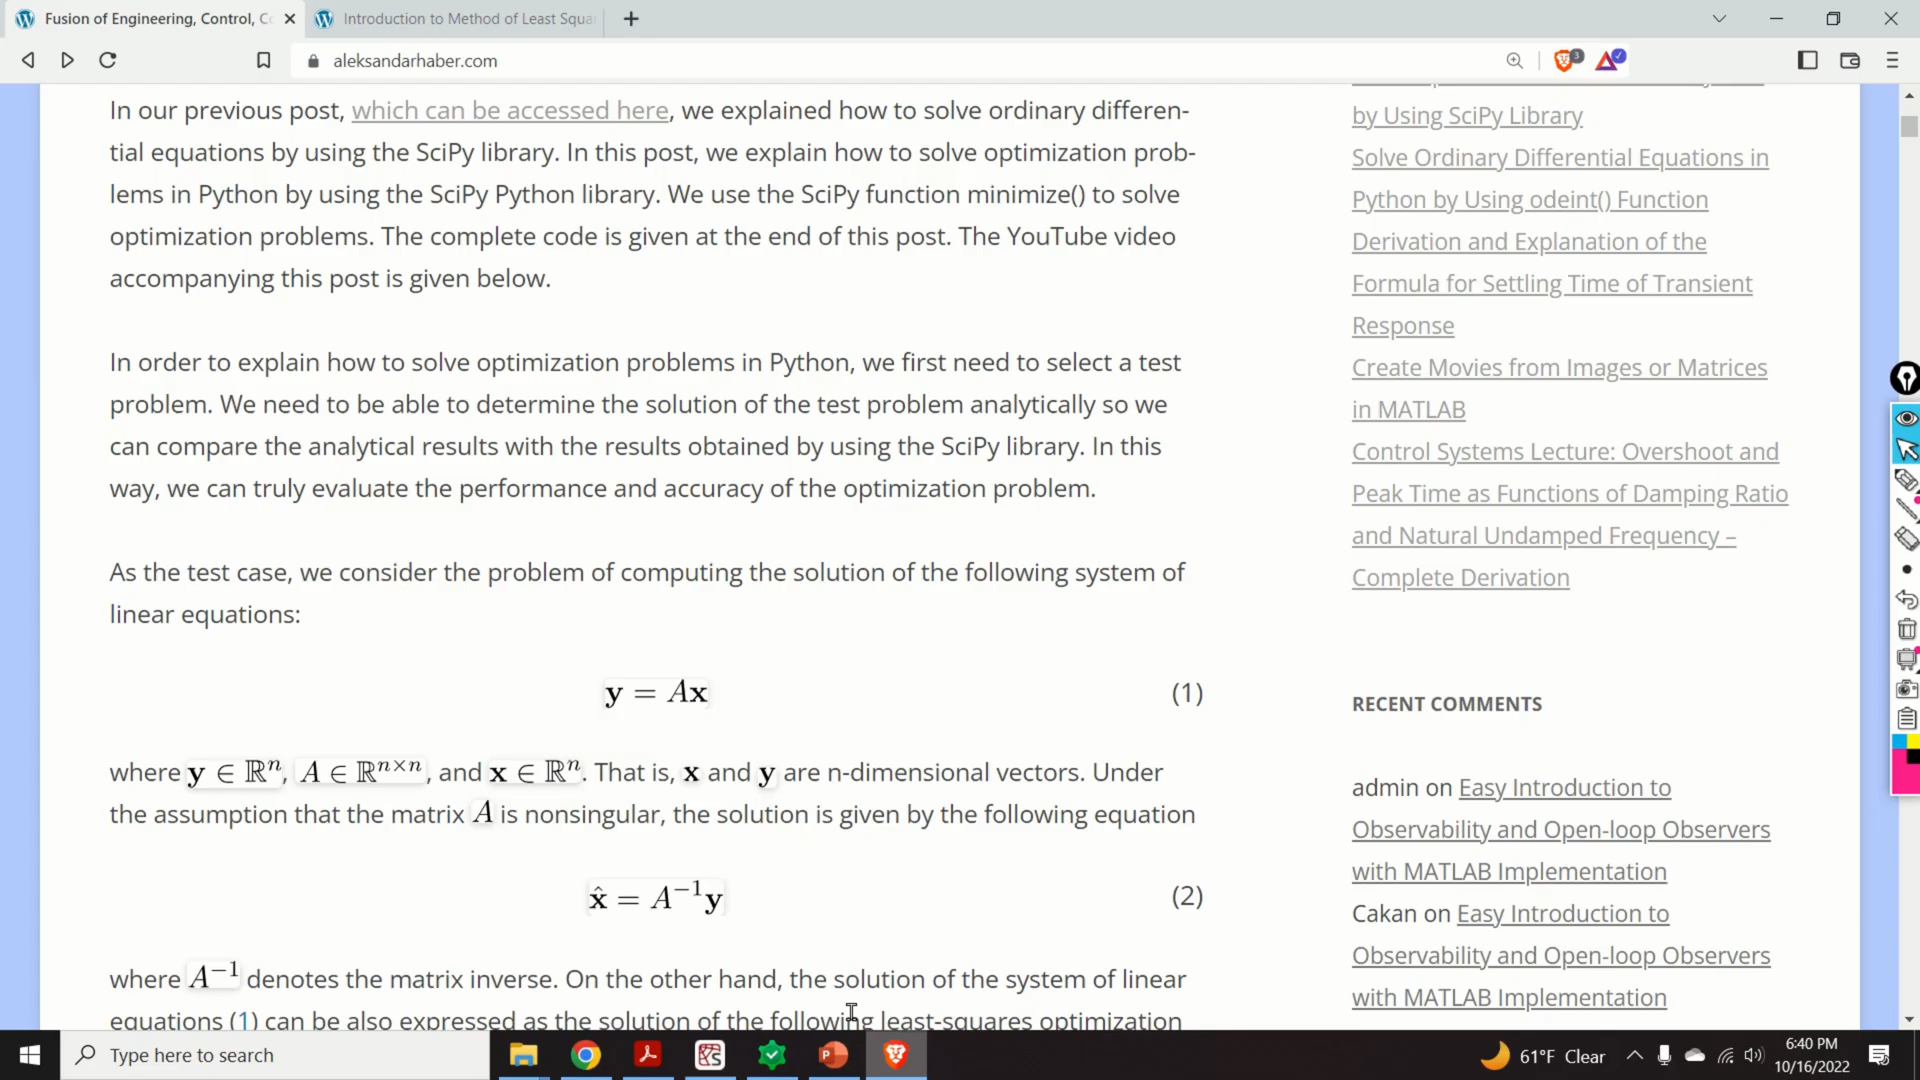 Fusion of Engineering, Control, C
Introduction to Method of Least Squa
aleksandarhaber.com
3
In our previous post, which can be accessed here, we explained how to solve ordinary differen-
tial equations by using the SciPy library. In this post, we explain how to solve optimization prob-
lems in Python by using the SciPy Python library. We use the SciPy function minimize() to solve
optimization problems. The complete code is given at the end of this post. The YouTube video
accompanying this post is given below.
In order to explain how to solve optimization problems in Python, we first need to select a test
problem. We need to be able to determine the solution of the test problem analytically so we
can compare the analytical results with the results obtained by using the SciPy library. In this
way, we can truly evaluate the performance and accuracy of the optimization problem.
As the test case, we consider the problem of computing the solution of the following system of
linear equations:
y = Ax (1)
where y ∈ ℝⁿ, A ∈ ℝⁿˣⁿ, and x ∈ ℝⁿ. That is, x and y are n-dimensional vectors. Under
the assumption that the matrix A is nonsingular, the solution is given by the following equation
x̂ = A⁻¹y (2)
where A⁻¹ denotes the matrix inverse. On the other hand, the solution of the system of linear
equations (1) can be also expressed as the solution of the following least-squares optimization
by Using SciPy Library
Solve Ordinary Differential Equations in
Python by Using odeint() Function
Derivation and Explanation of the
Formula for Settling Time of Transient
Response
Create Movies from Images or Matrices
in MATLAB
Control Systems Lecture: Overshoot and
Peak Time as Functions of Damping Ratio
and Natural Undamped Frequency –
Complete Derivation
RECENT COMMENTS
admin on Easy Introduction to
Observability and Open-loop Observers
with MATLAB Implementation
Cakan on Easy Introduction to
Observability and Open-loop Observers
with MATLAB Implementation
Type here to search
61°F Clear
6:40 PM
10/16/2022